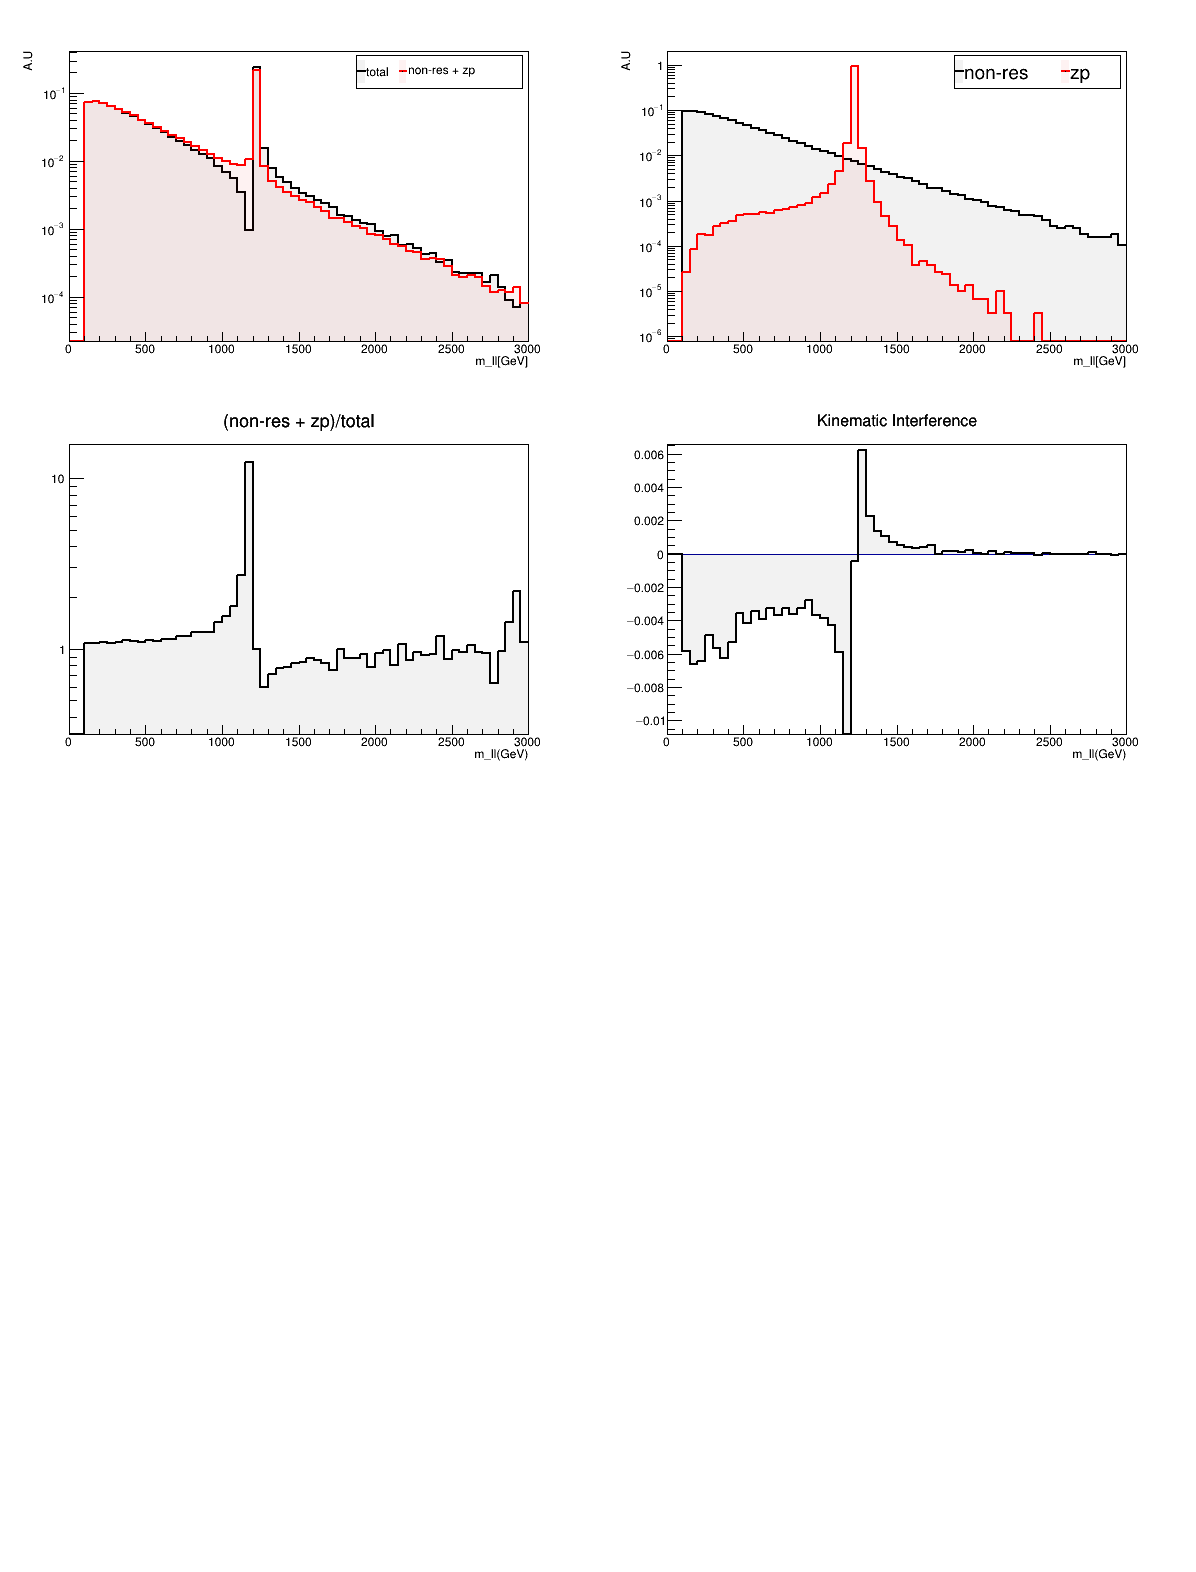 A.U
total non-res + zp
10^-1
10^-2
10^-3
10^-4
0 500 1000 1500 2000 2500 3000
m_ll[GeV]
A.U
non-res zp
1
10^-1
10^-2
10^-3
10^-4
10^-5
10^-6
0 500 1000 1500 2000 2500 3000
m_ll[GeV]
(non-res + zp)/total
10
1
0 500 1000 1500 2000 2500 3000
m_ll(GeV)
Kinematic Interference
0.006
0.004
0.002
0
−0.002
−0.004
−0.006
−0.008
−0.01
0 500 1000 1500 2000 2500 3000
m_ll(GeV)